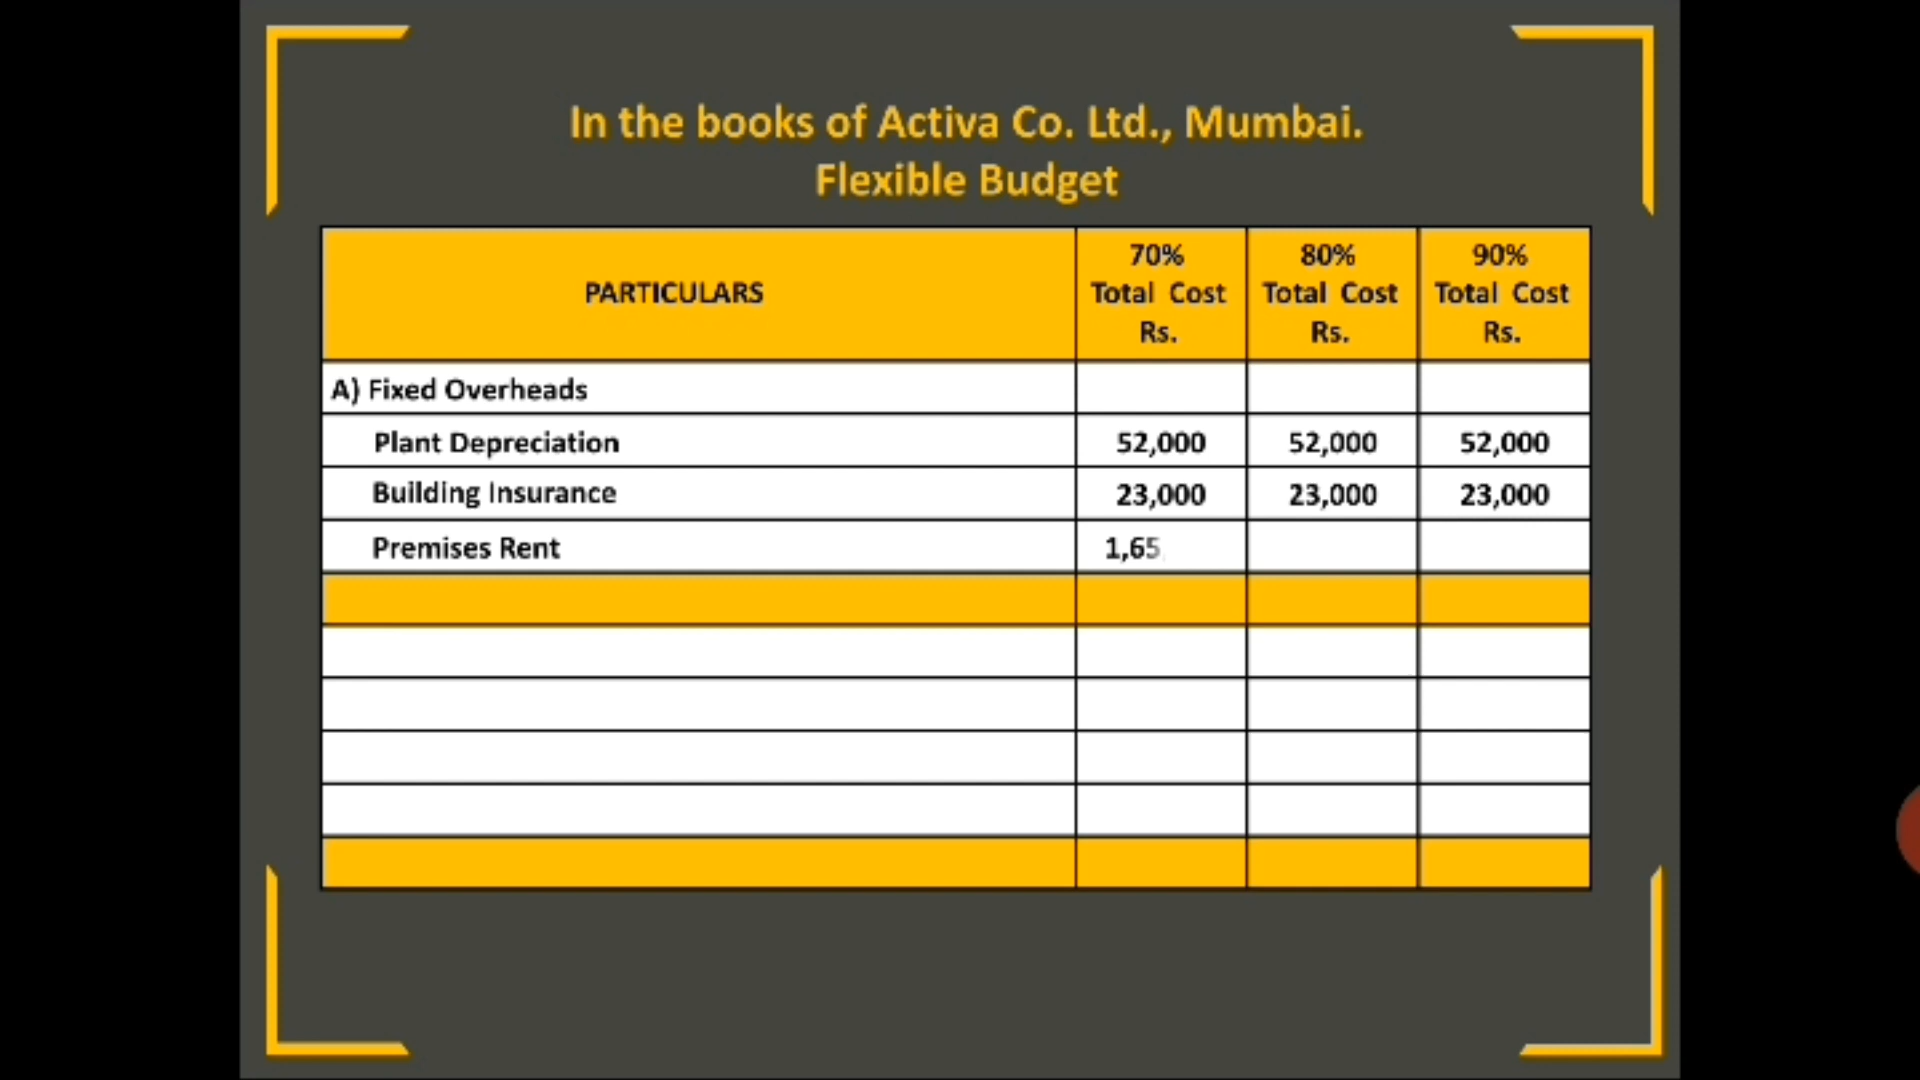 In the books of Activa Co. Ltd., Mumbai.
Flexible Budget
PARTICULARS
70% Total Cost Rs.
80% Total Cost Rs.
90% Total Cost Rs.
A) Fixed Overheads
Plant Depreciation 52,000 52,000 52,000
Building Insurance 23,000 23,000 23,000
Premises Rent 1,65